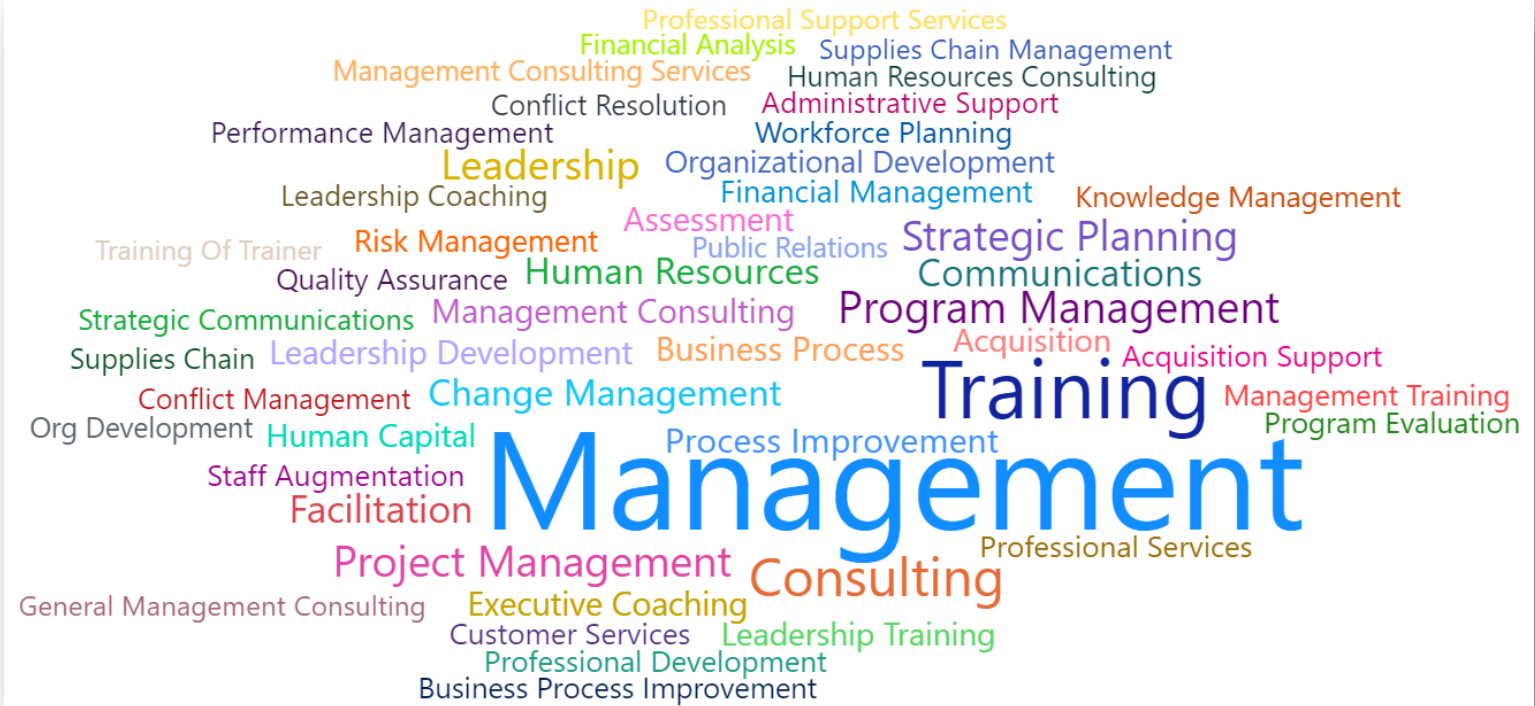 Professional Support Services
Financial Analysis
Supplies Chain Management
Management Consulting Services
Human Resources Consulting
Conflict Resolution
Administrative Support
Performance Management
Workforce Planning
Leadership
Organizational Development
Leadership Coaching
Financial Management
Knowledge Management
Assessment
Training Of Trainer
Risk Management
Public Relations
Strategic Planning
Quality Assurance
Human Resources
Communications
Strategic Communications
Management Consulting
Program Management
Supplies Chain
Leadership Development
Business Process
Acquisition
Acquisition Support
Conflict Management
Change Management
Training
Management Training
Org Development
Human Capital
Process Improvement
Program Evaluation
Staff Augmentation
Management
Facilitation
Project Management
Consulting
Professional Services
General Management Consulting
Executive Coaching
Customer Services
Leadership Training
Professional Development
Business Process Improvement